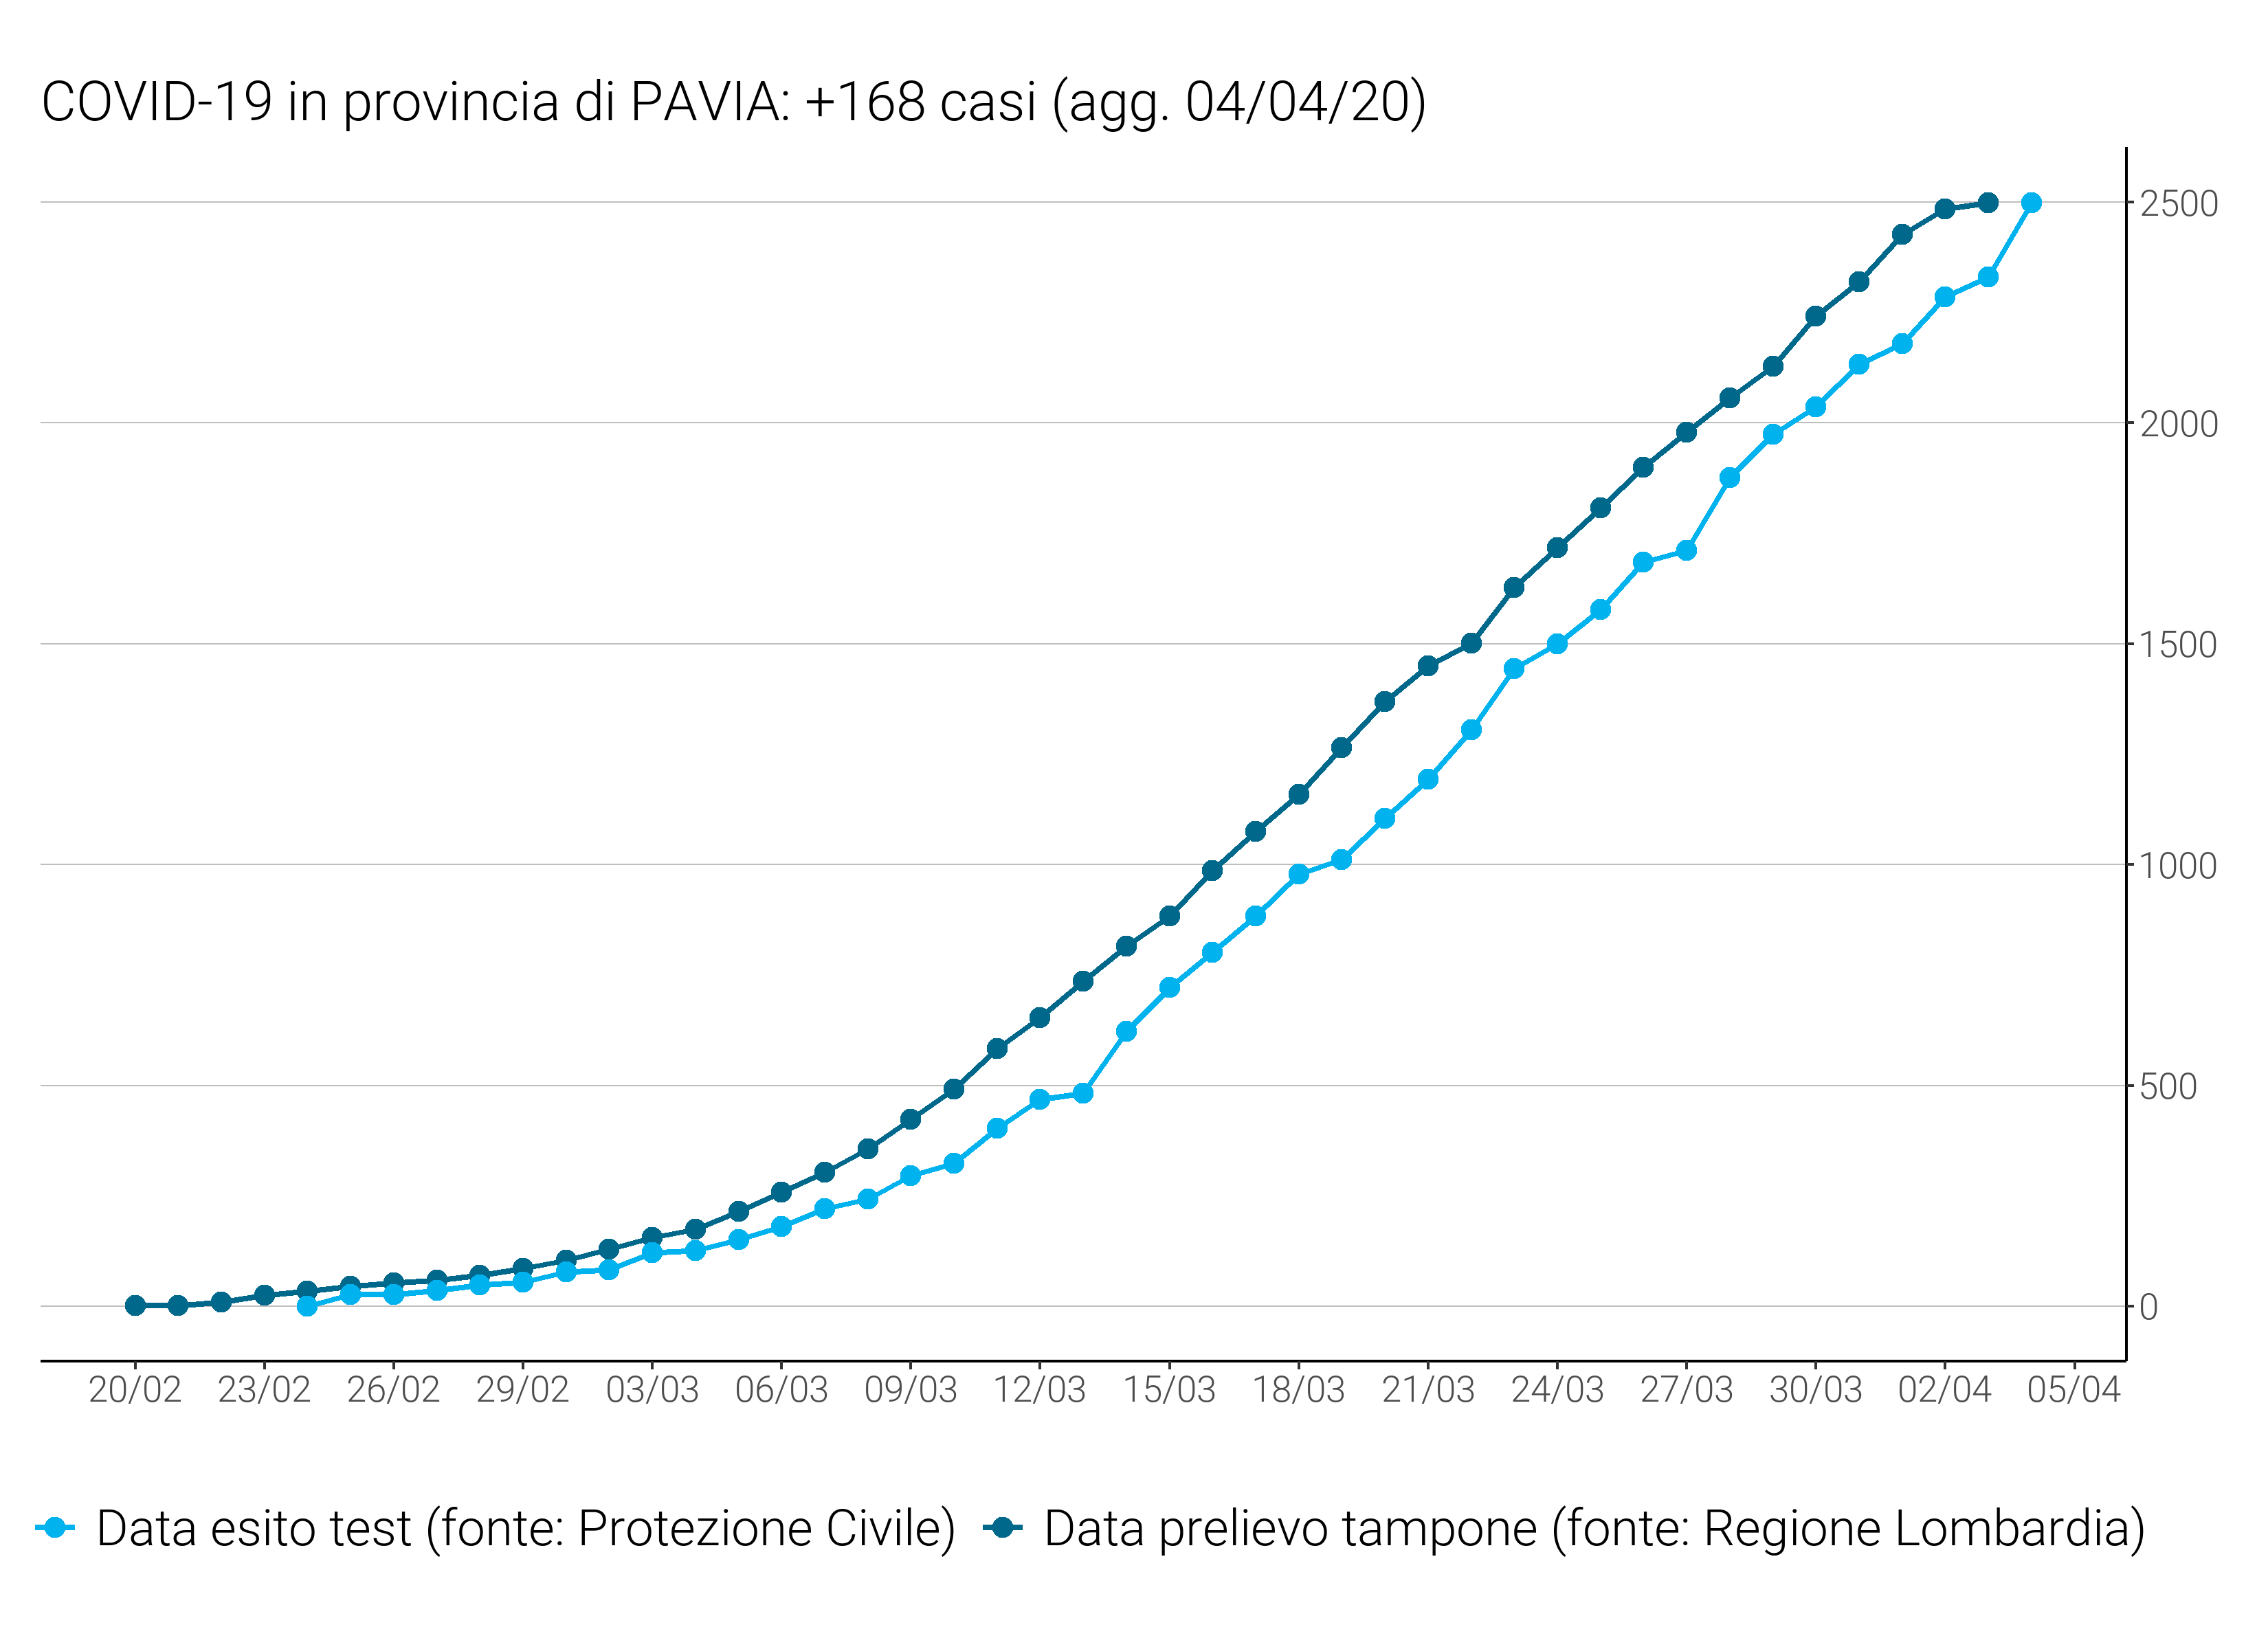 COVID-19 in provincia di PAVIA: +168 casi (agg. 04/04/20)
2500
2000
1500
1000
500
0
20/02 23/02 26/02 29/02 03/03 06/03 09/03 12/03 15/03 18/03 21/03 24/03 27/03 30/03 02/04 05/04
Data esito test (fonte: Protezione Civile) Data prelievo tampone (fonte: Regione Lombardia)